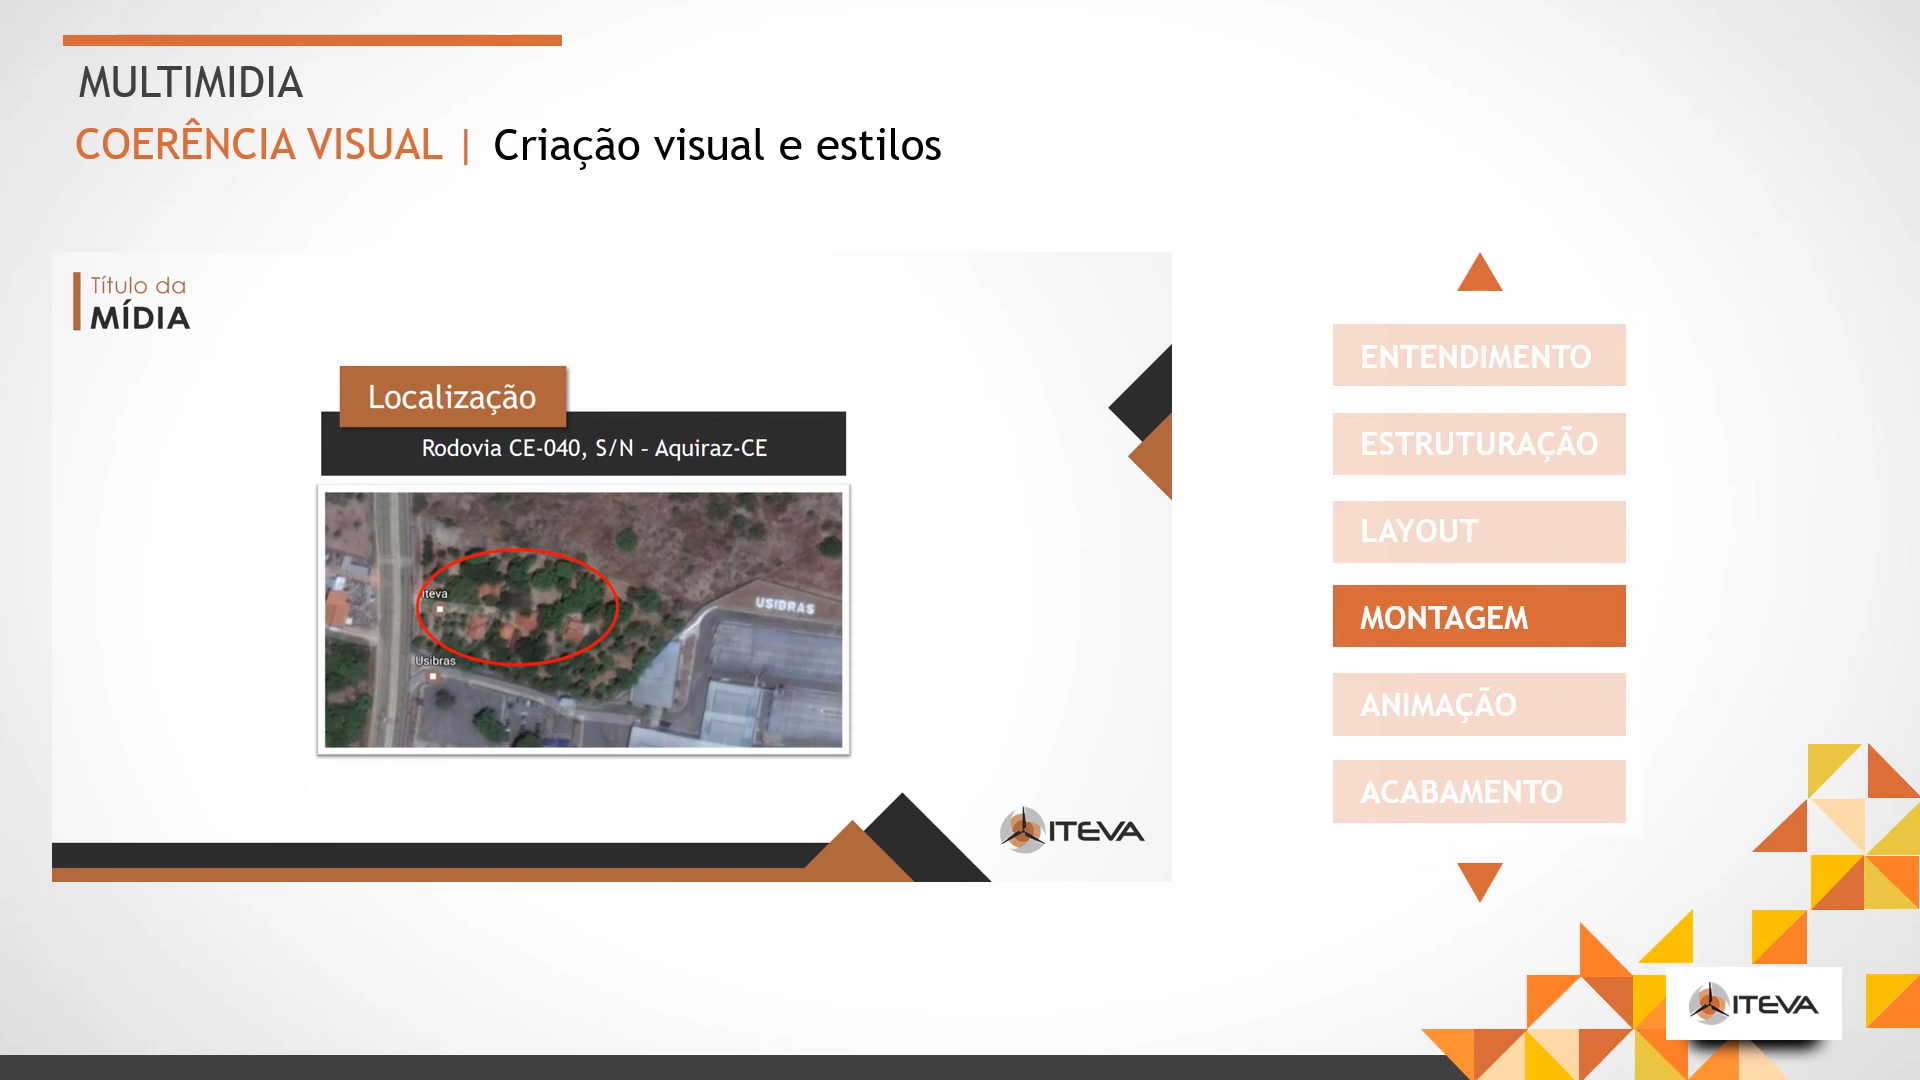 MULTIMIDIA
COERÊNCIA VISUAL | Criação visual e estilos
Título da
MÍDIA
Localização
Rodovia CE-040, S/N - Aquiraz-CE
Iteva
USIBRAS
Usibras
ITEVA
ENTENDIMENTO
ESTRUTURAÇÃO
LAYOUT
MONTAGEM
ANIMAÇÃO
ACABAMENTO
ITEVA